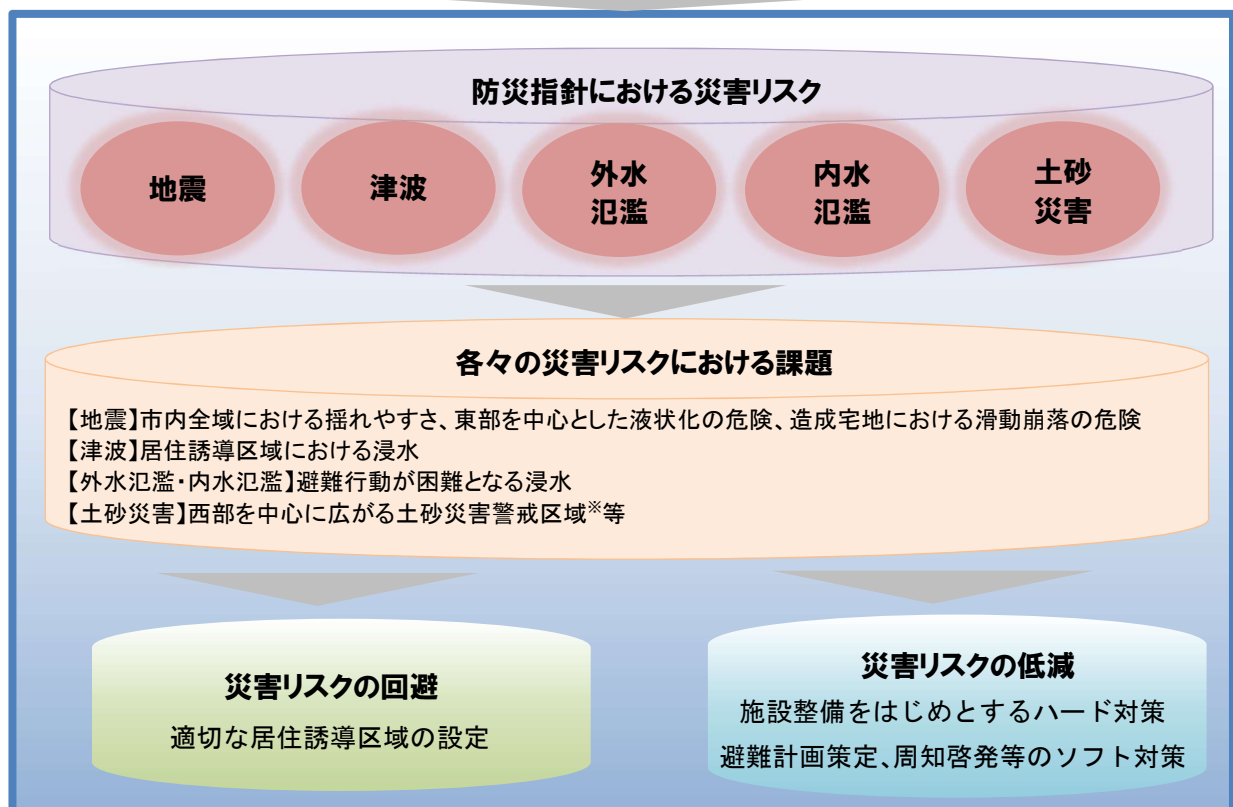 防災指針における災害リスク
地震
津波
外水
氾濫
内水
氾濫
土砂
災害
各々の災害リスクにおける課題
【地震】市内全域における揺れやすさ、東部を中心とした液状化の危険、造成宅地における滑動崩落の危険
【津波】居住誘導区域における浸水
【外水氾濫・内水氾濫】避難行動が困難となる浸水
【土砂災害】西部を中心に広がる土砂災害警戒区域※等
災害リスクの回避
適切な居住誘導区域の設定
災害リスクの低減
施設整備をはじめとするハード対策
避難計画策定、周知啓発等のソフト対策